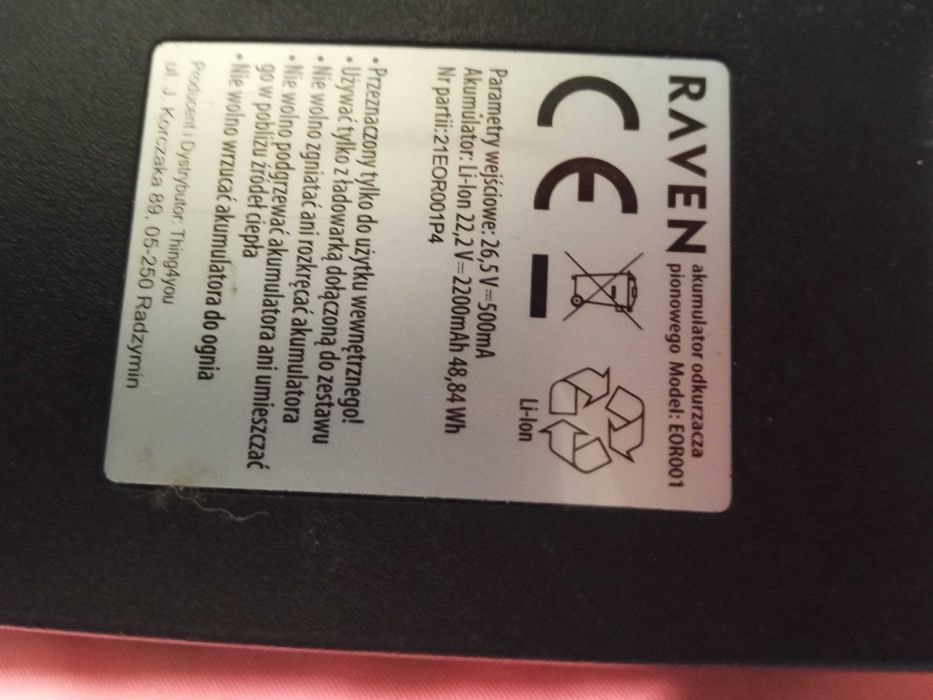 RAVEN
akumulator odkurzacza
pionowego Model: EOR001
CE
Li-Ion
Parametry wejściowe: 26,5 V⎓500mA
Akumulator: Li-Ion 22,2 V⎓2200mAh 48,84 Wh
Nr partii:21EOR001P4
• Przeznaczony tylko do użytku wewnętrznego!
• Używać tylko z ładowarką dołączoną do zestawu
• Nie wolno zgniatać ani rozkręcać akumulatora
• Nie wolno podgrzewać akumulatora ani umieszczać
go w pobliżu źródeł ciepła
• Nie wolno wrzucać akumulatora do ognia
Producent i Dystrybutor: Thing4you
ul. J. Korczaka 89, 05-250 Radzymin